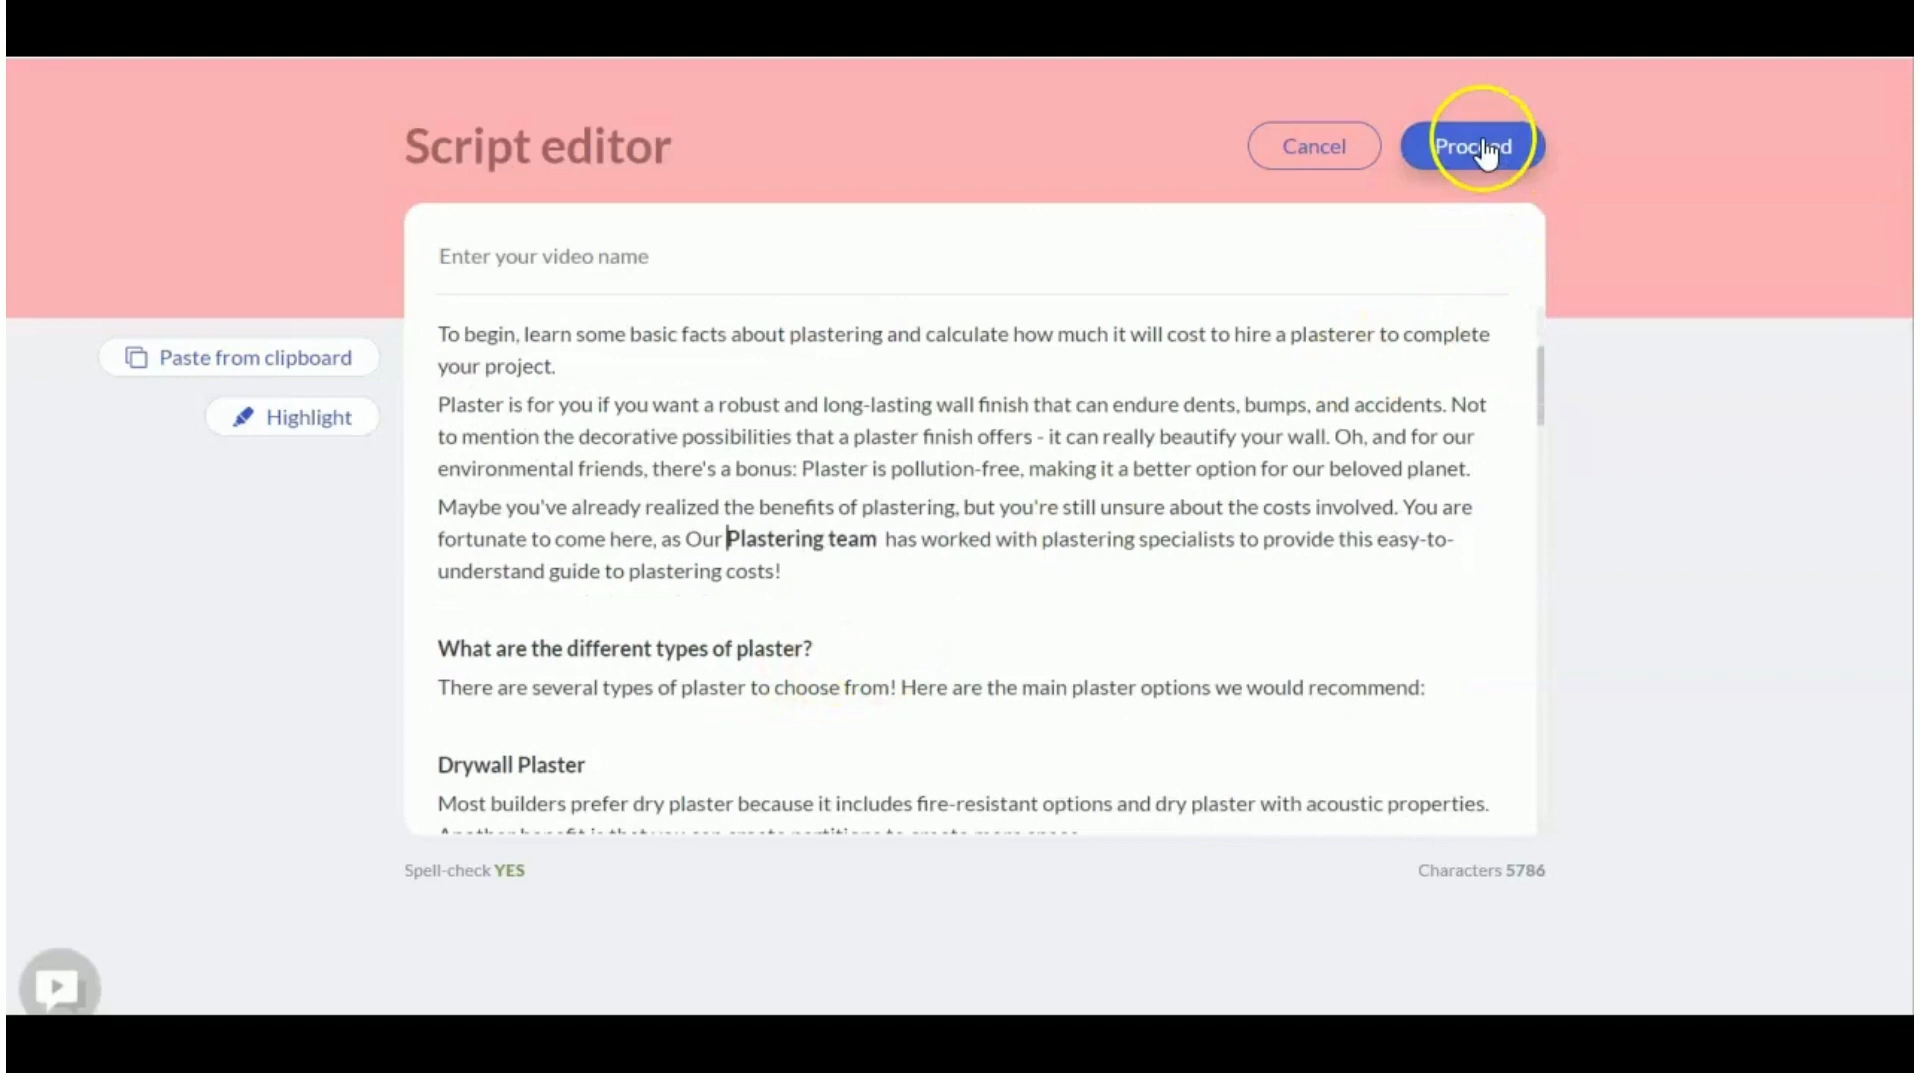 Script editor
Cancel
Enter your video name
To begin, learn some basic facts about plastering and calculate how much it will cost to hire a plasterer to complete
your project.
Paste from clipboard
Plaster is for you if you want a robust and long-lasting wall finish that can endure dents, bumps, and accidents. Not
Highlight
to mention the decorative possibilities that a plaster finish offers - it can really beautify your wall. Oh, and for our
environmental friends, there's a bonus: Plaster is pollution-free, making it a better option for our beloved planet.
Maybe you've already realized the benefits of plastering, but you're still unsure about the costs involved. You are
fortunate to come here, as Our Plastering team has worked with plastering specialists to provide this easy-to-
understand guide to plastering costs!
What are the different types of plaster?
There are several types of plaster to choose from! Here are the main plaster options we would recommend:
Drywall Plaster
Most builders prefer dry plaster because it includes fire-resistant options and dry plaster with acoustic properties.
Spell-check YES
Characters 5786